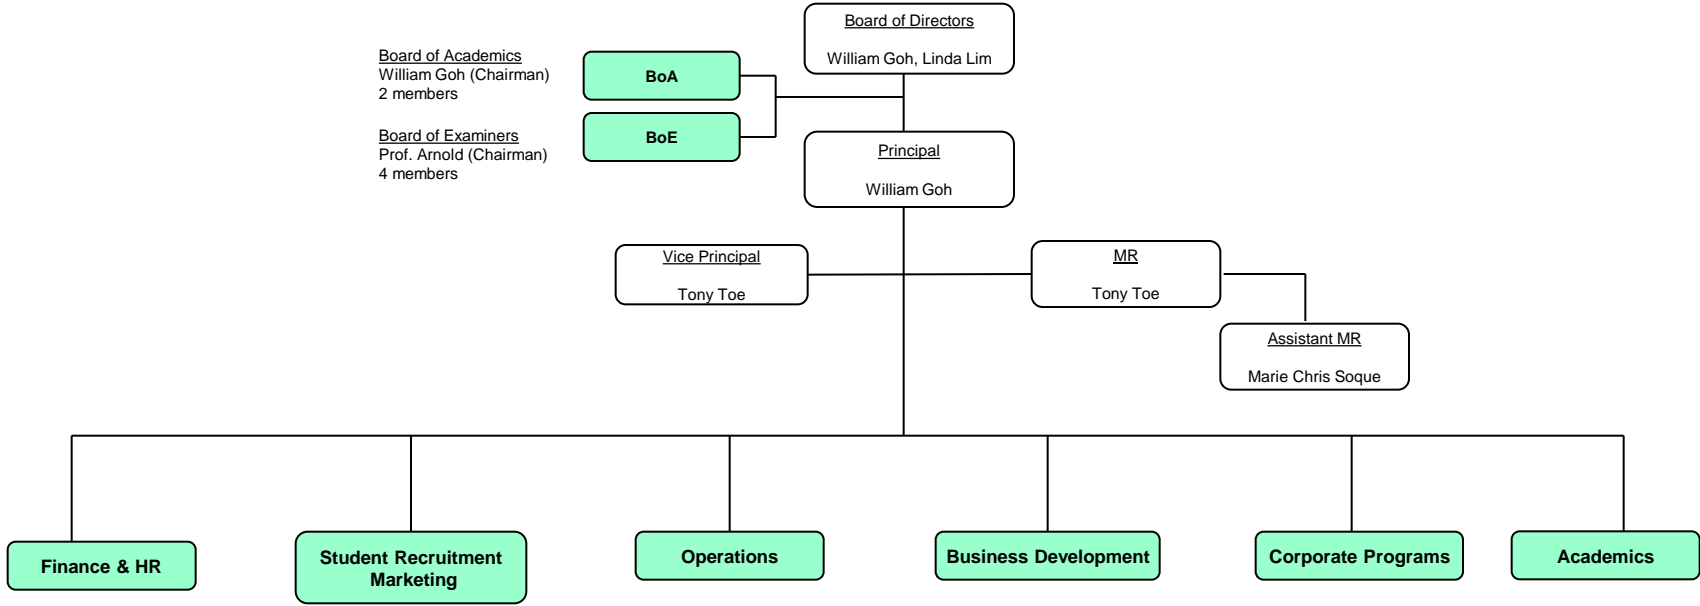 Board of Directors
William Goh, Linda Lim
Board of Academics
William Goh (Chairman)
2 members
BoA
Board of Examiners
Prof. Arnold (Chairman)
4 members
BoE
Principal
William Goh
Vice Principal
Tony Toe
MR
Tony Toe
Assistant MR
Marie Chris Soque
Finance & HR
Student Recruitment
Marketing
Operations
Business Development
Corporate Programs
Academics